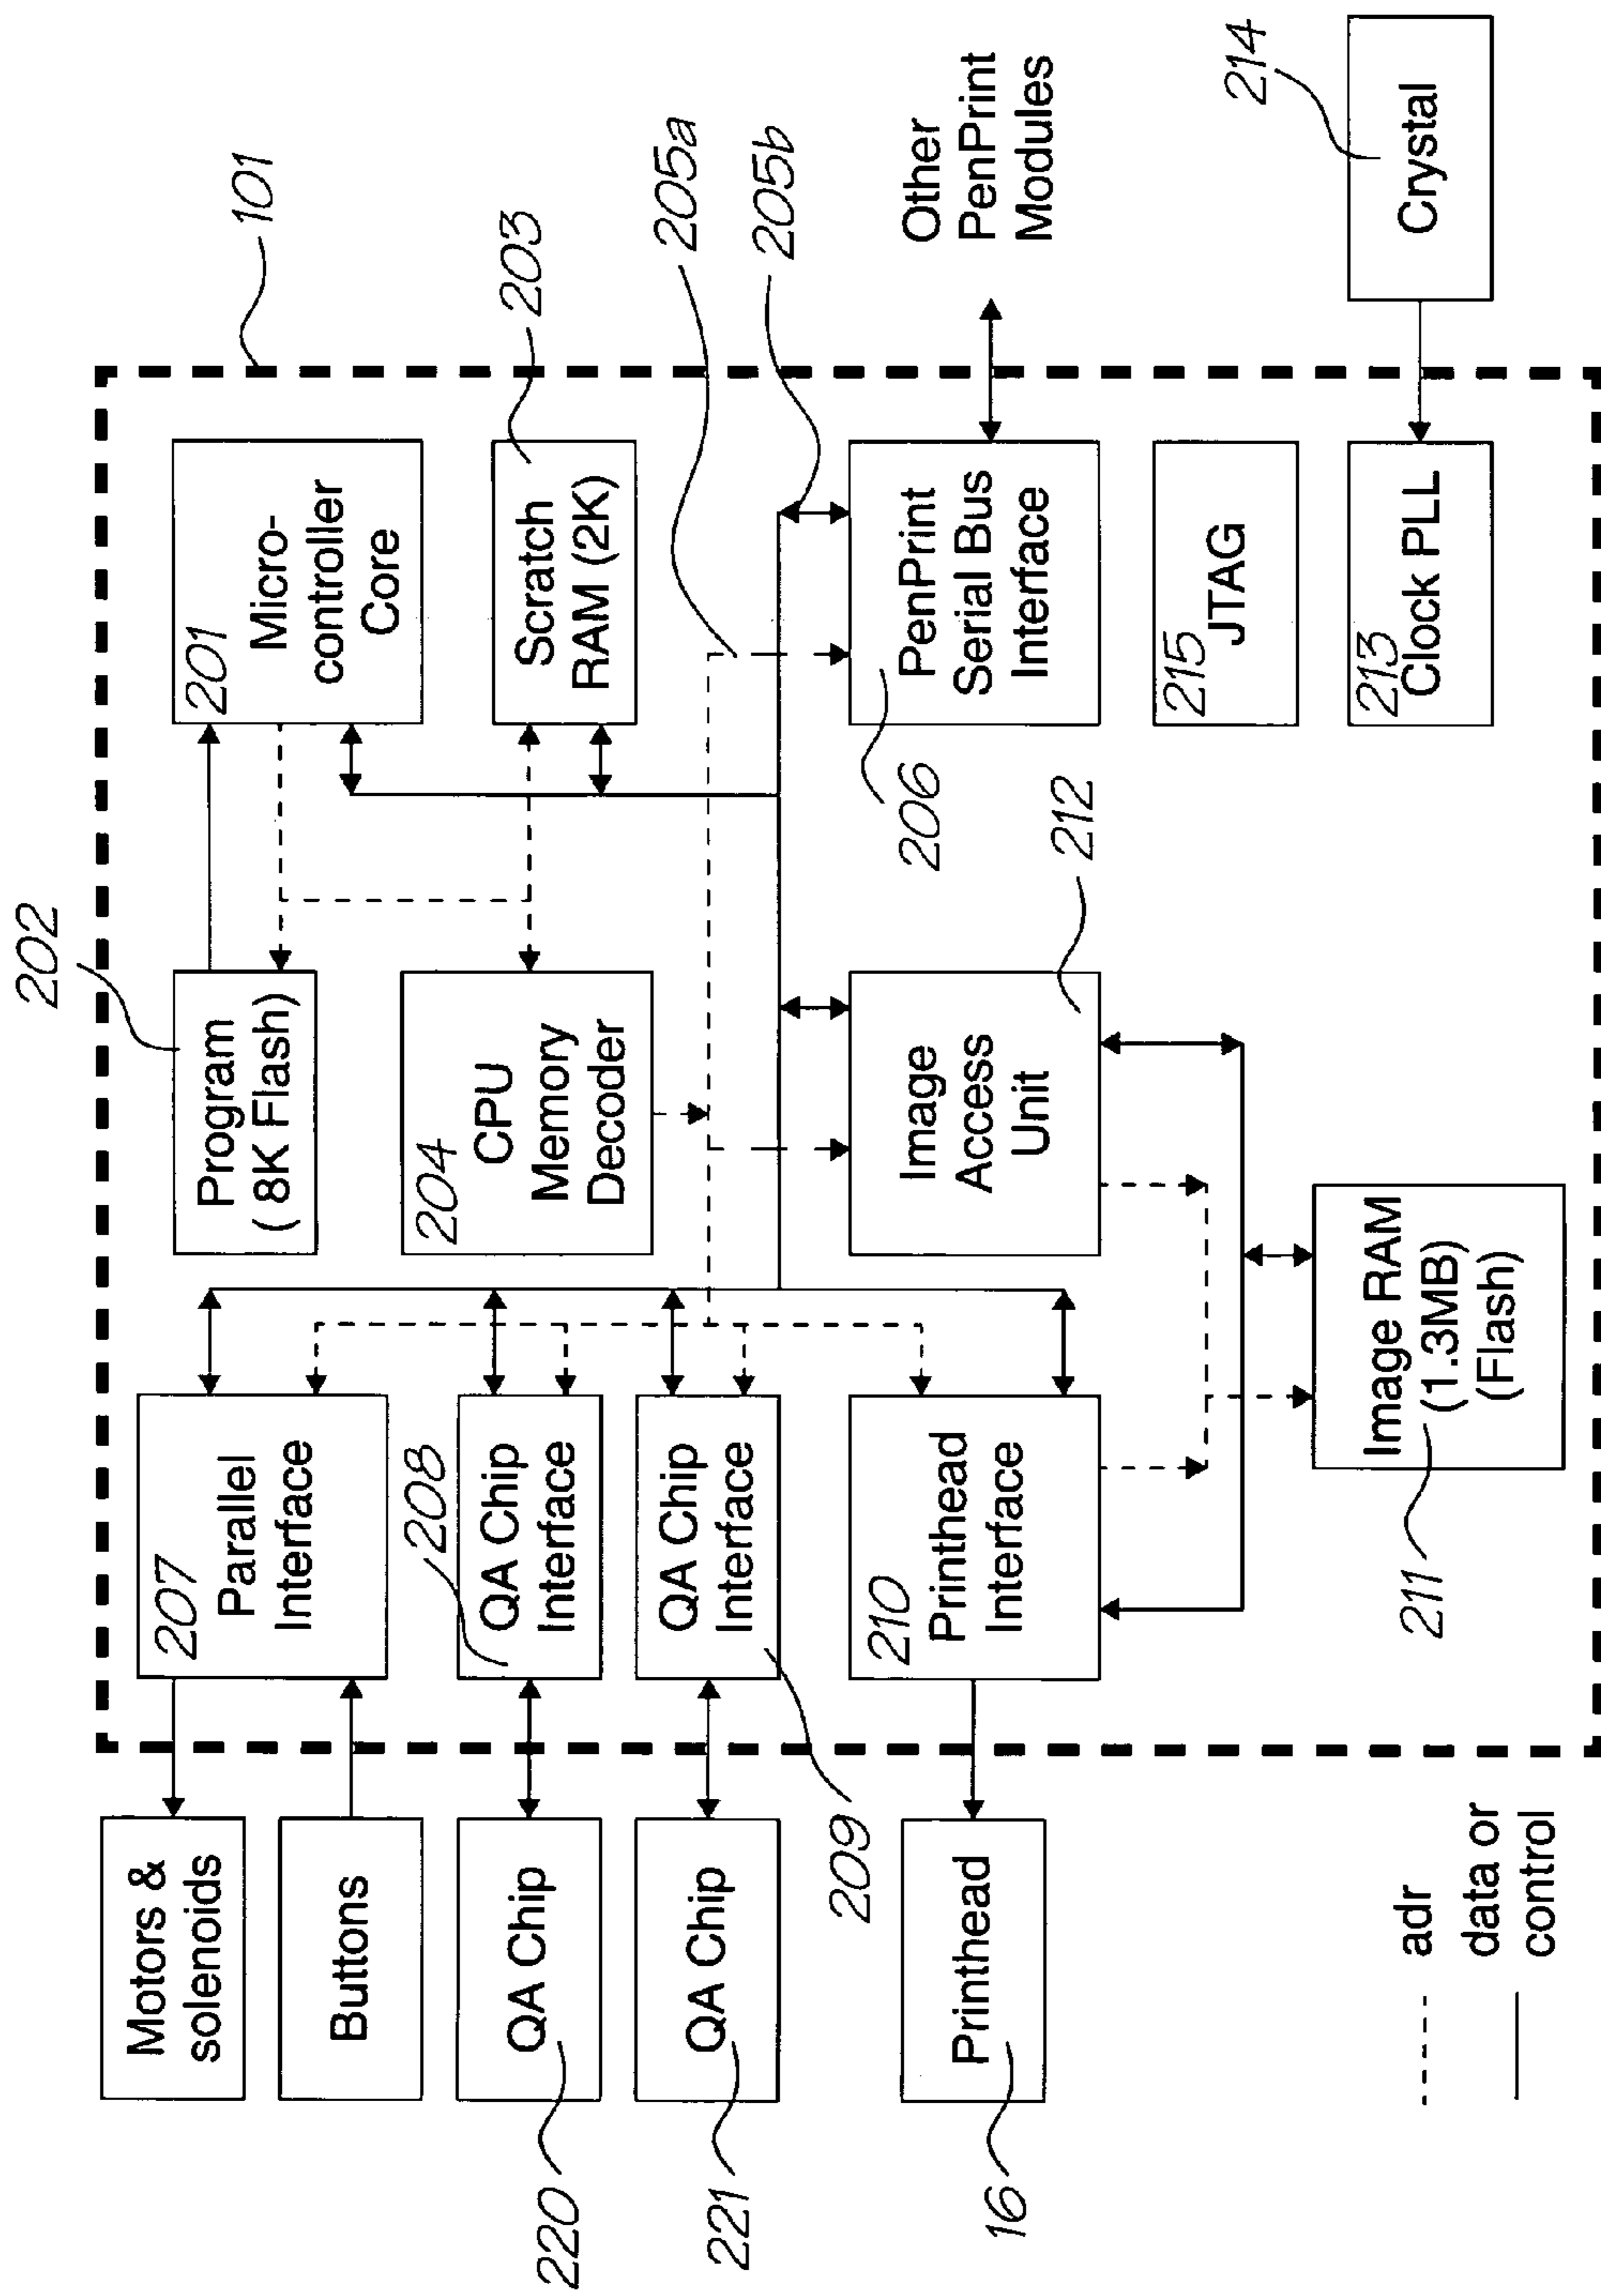 Motors &
solenoids
Buttons
QA Chip
220
QA Chip
221
Printhead
16
adr
data or
control
207
Parallel
Interface
208
QA Chip
Interface
QA Chip
Interface
209
210
Printhead
Interface
202
Program
( 8K Flash)
204
CPU
Memory
Decoder
Image
Access
Unit
212
Image RAM
(1.3MB)
(Flash)
211
201
Micro-
controller
Core
101
Scratch
RAM (2K)
203
205a
205b
206
PenPrint
Serial Bus
Interface
Other
PenPrint
Modules
215
JTAG
213
Clock PLL
214
Crystal